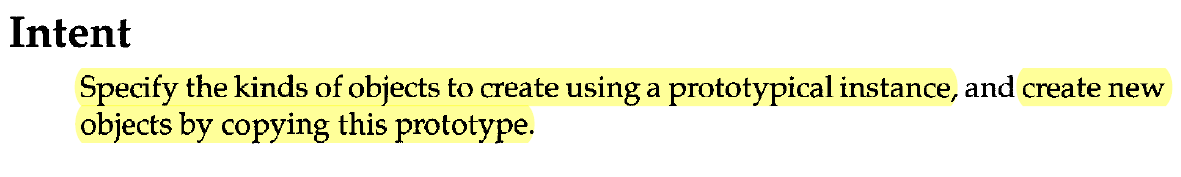 Intent
Specify the kinds of objects to create using a prototypical instance, and create new
objects by copying this prototype.